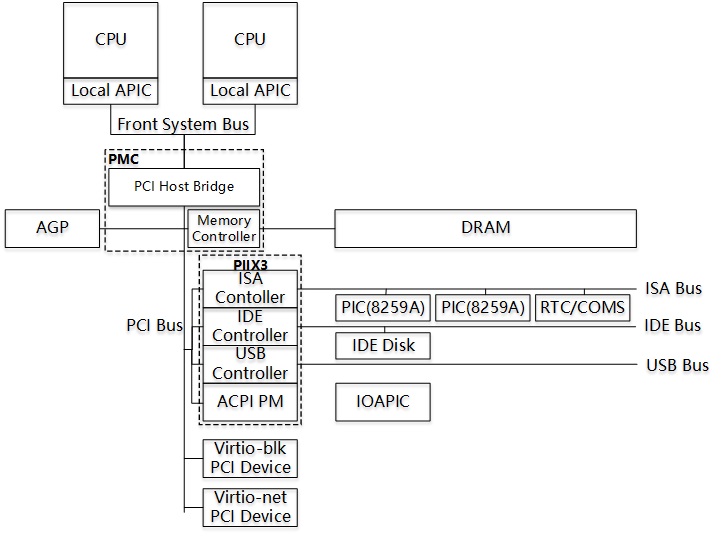 CPU
CPU
Local APIC
Local APIC
Front System Bus
PMC
PCI Host Bridge
AGP
Memory
Controller
DRAM
PIIX3
ISA
Contoller
ISA Bus
PIC(8259A)
PIC(8259A)
RTC/COMS
PCI Bus
IDE
Controller
IDE Bus
IDE Disk
USB
Controller
USB Bus
ACPI PM
IOAPIC
Virtio-blk
PCI Device
Virtio-net
PCI Device